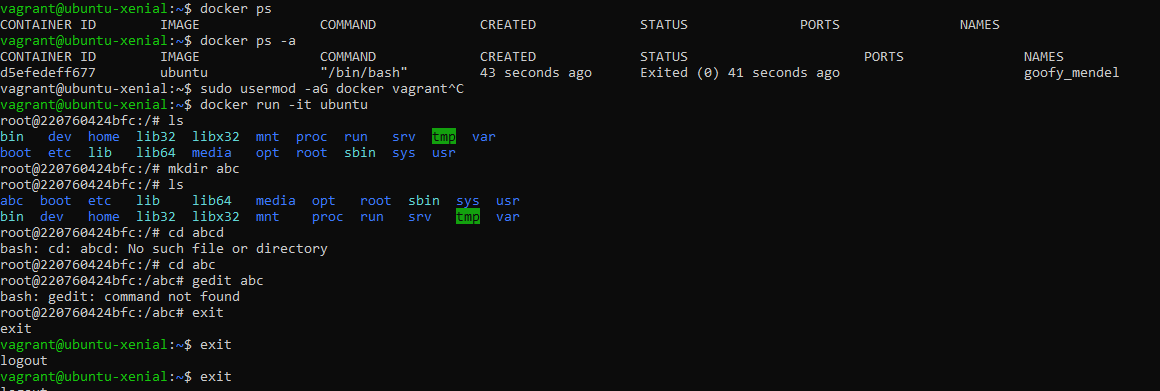 vagrant@ubuntu-xenial:~$ docker ps
CONTAINER ID        IMAGE               COMMAND             CREATED             STATUS              PORTS               NAMES
vagrant@ubuntu-xenial:~$ docker ps -a
CONTAINER ID        IMAGE               COMMAND             CREATED             STATUS                      PORTS               NAMES
d5efedeff677        ubuntu              "/bin/bash"         43 seconds ago      Exited (0) 41 seconds ago                       goofy_mendel
vagrant@ubuntu-xenial:~$ sudo usermod -aG docker vagrant^C
vagrant@ubuntu-xenial:~$ docker run -it ubuntu
root@220760424bfc:/# ls
bin   dev  home  lib32  libx32  mnt  proc  run   srv  tmp  var
boot  etc  lib   lib64  media   opt  root  sbin  sys  usr
root@220760424bfc:/# mkdir abc
root@220760424bfc:/# ls
abc  boot  etc   lib    lib64   media  opt   root  sbin  sys  usr
bin  dev   home  lib32  libx32  mnt    proc  run   srv   tmp  var
root@220760424bfc:/# cd abcd
bash: cd: abcd: No such file or directory
root@220760424bfc:/# cd abc
root@220760424bfc:/abc# gedit abc
bash: gedit: command not found
root@220760424bfc:/abc# exit
exit
vagrant@ubuntu-xenial:~$ exit
logout
vagrant@ubuntu-xenial:~$ exit